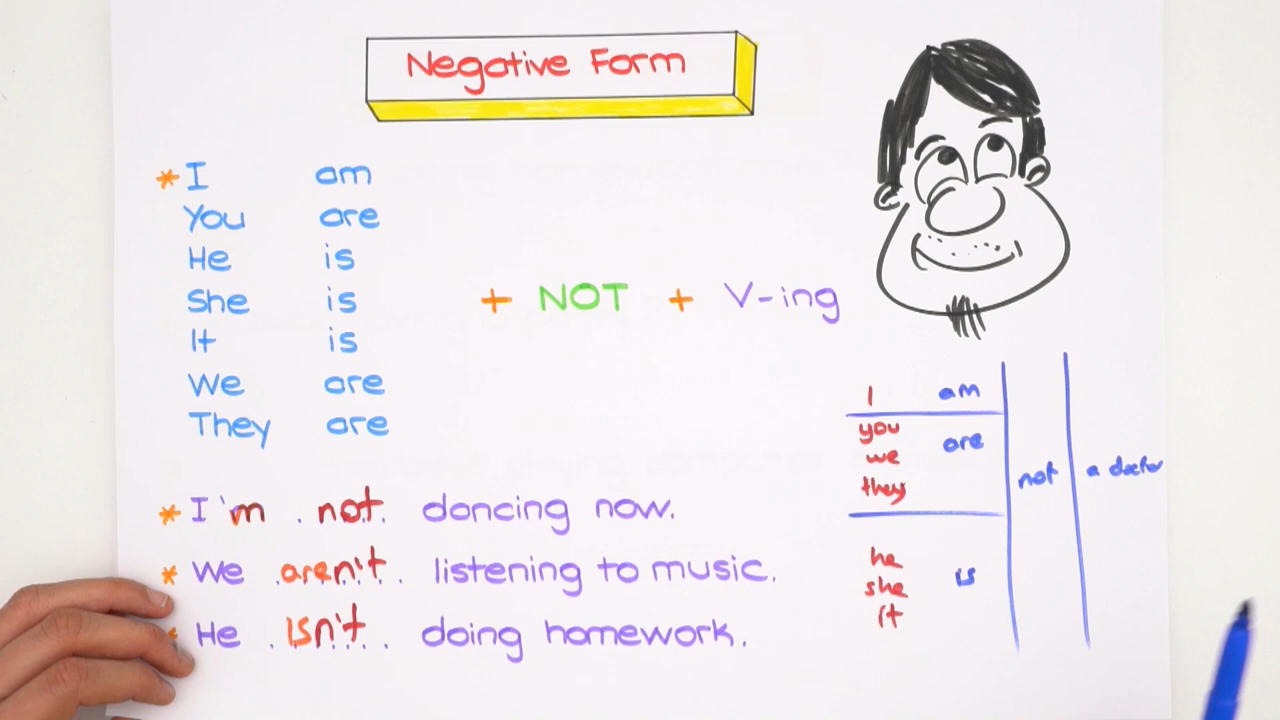 Negative Form
* I am
You are
He is
She is
It is
We are
They are
+ NOT + V-ing
* I'm . not. dancing now.
* We .aren't.. listening to music.
* He .isn't.. doing homework.
I am
you
we
they
are
he
she
it
is
not
a doctor